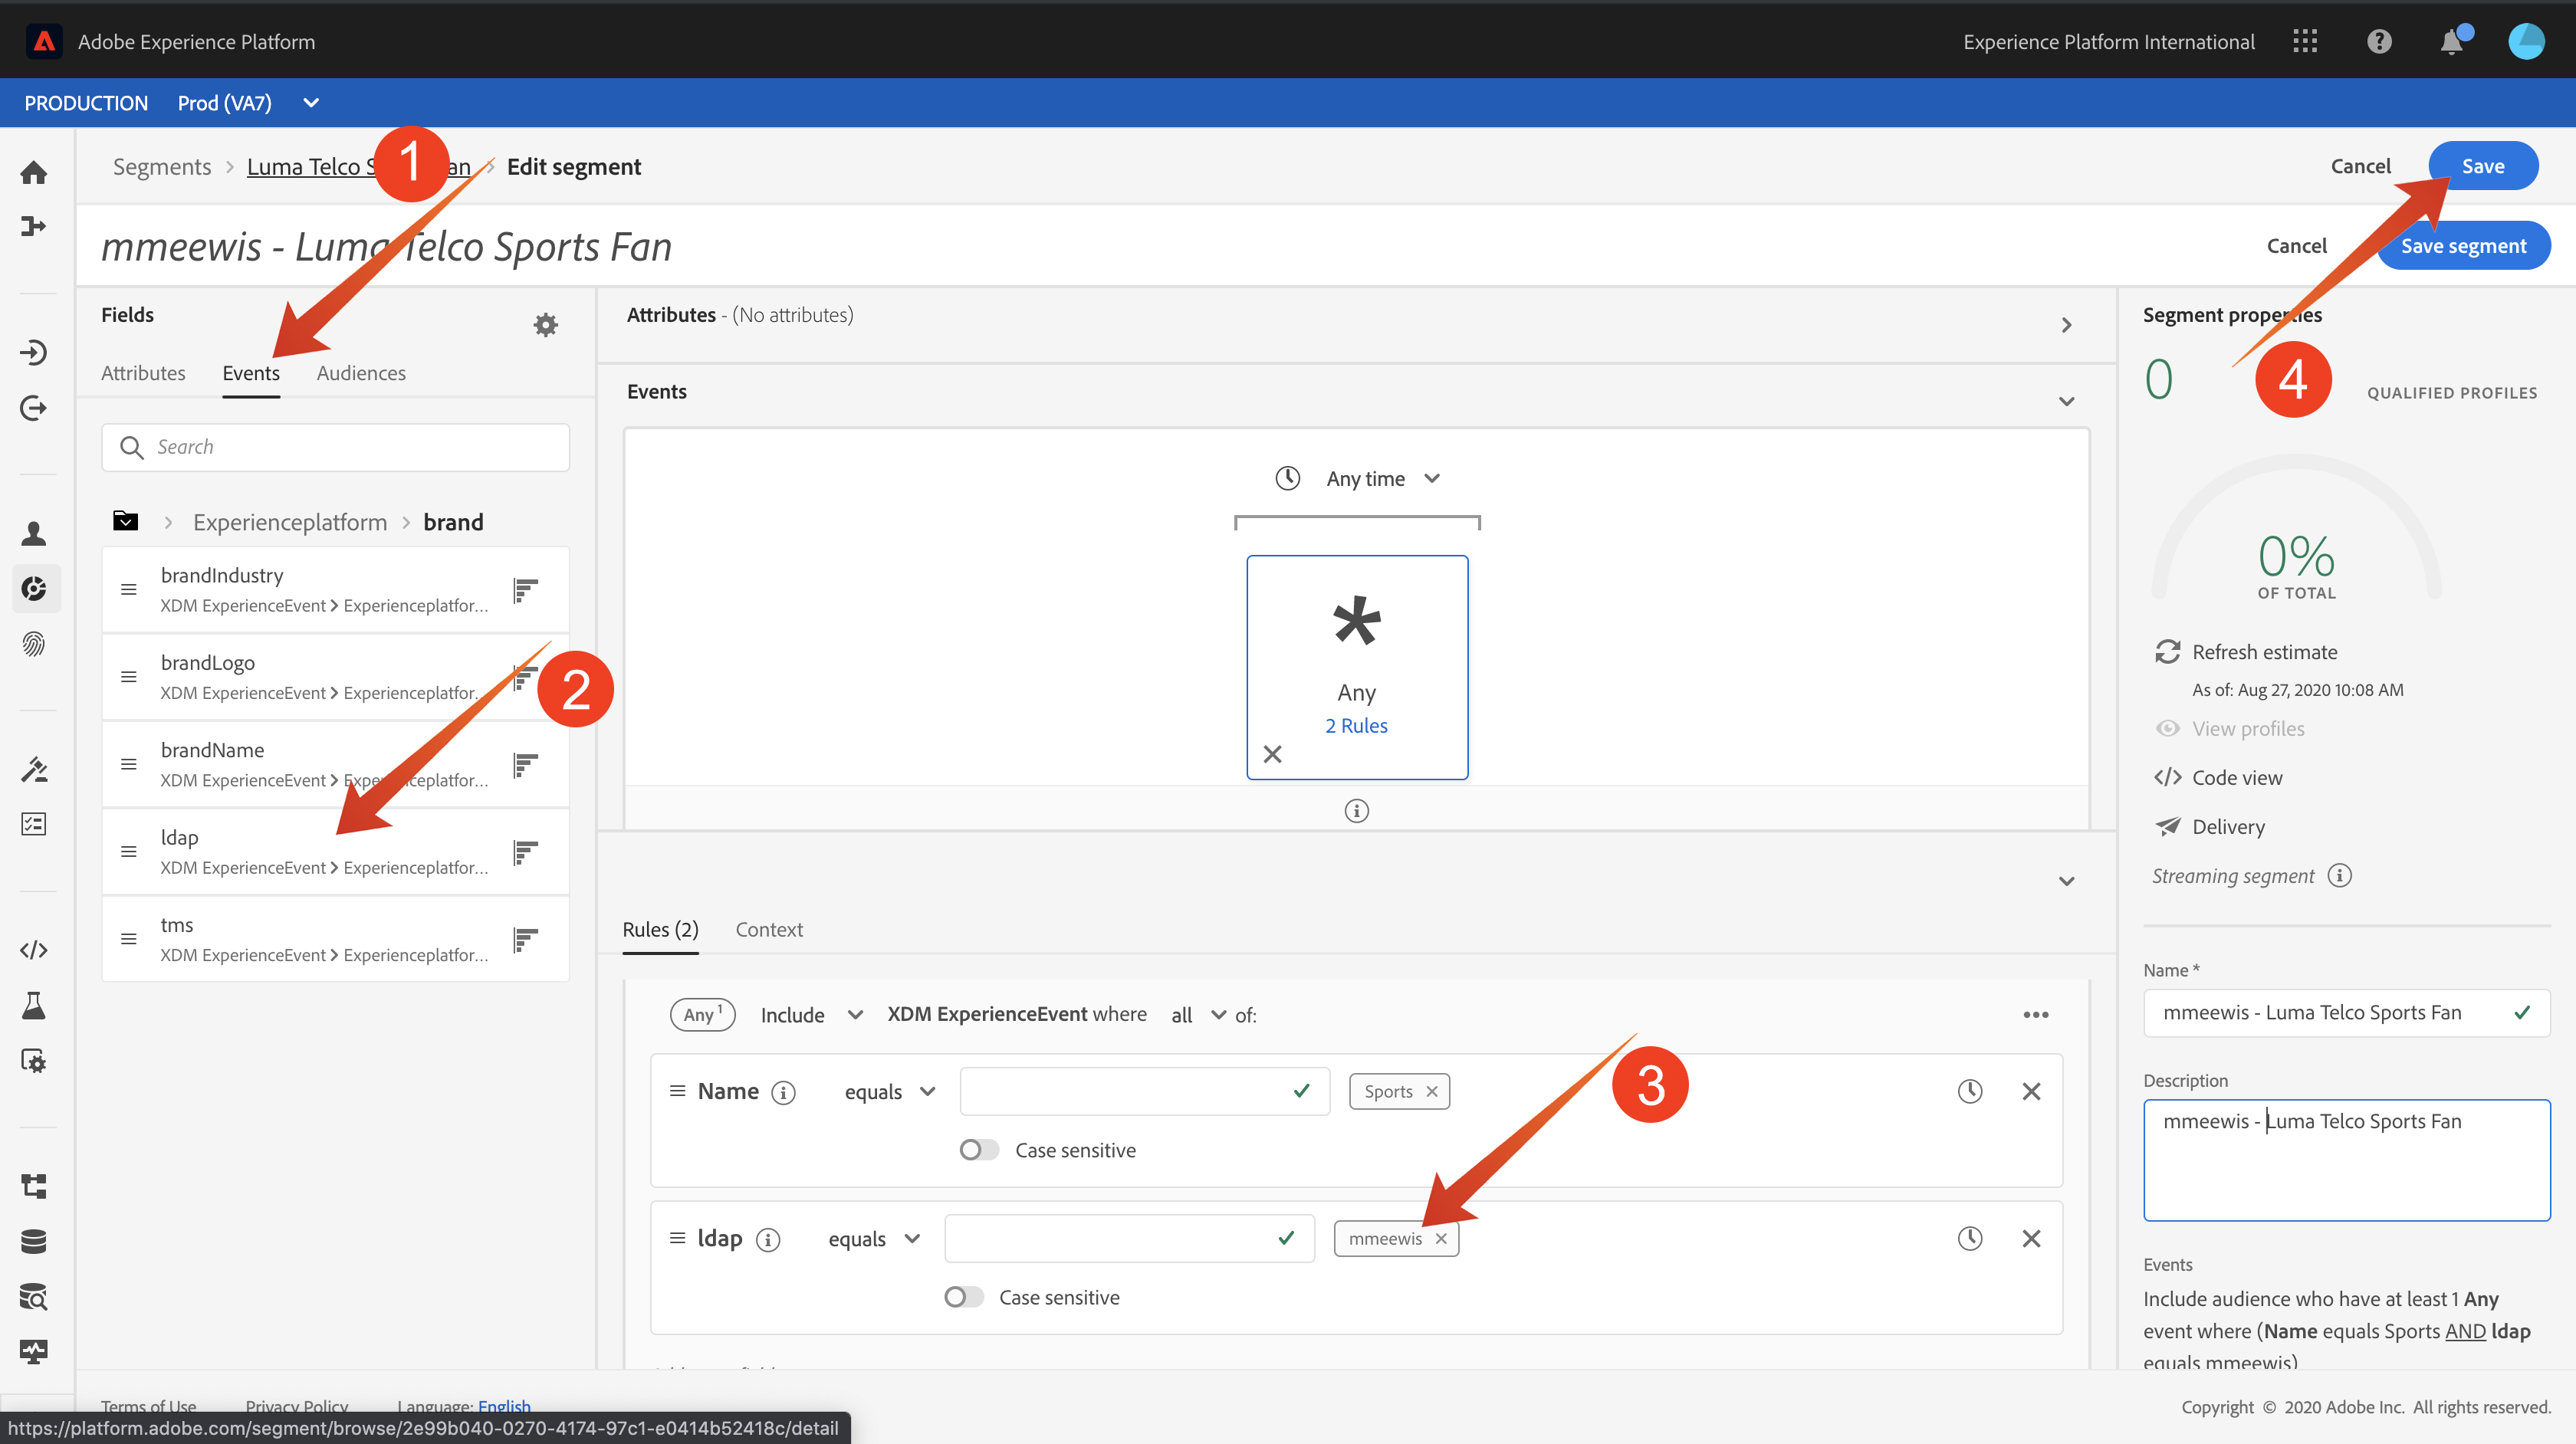 Adobe Experience Platform
Experience Platform International
PRODUCTION Prod (VA7)
Segments > Luma Telco S an > Edit segment
Cancel Save
1
mmeewis - Luma Telco Sports Fan
Cancel Save segment
Fields
Attributes Events Audiences
Search
Experienceplatform > brand
brandIndustry
XDM ExperienceEvent > Experienceplatfor...
brandLogo
XDM ExperienceEvent > Experienceplatfor...
2
brandName
XDM ExperienceEvent > Experienceplatfor...
ldap
XDM ExperienceEvent > Experienceplatfor...
tms
XDM ExperienceEvent > Experienceplatfor...
Attributes - (No attributes)
Events
Any time
Any
2 Rules
Rules (2) Context
Any 1 Include XDM ExperienceEvent where all of:
Name equals Sports
Case sensitive
3
ldap equals mmeewis
Case sensitive
Segment properties
0 QUALIFIED PROFILES
4
0%
OF TOTAL
Refresh estimate
As of: Aug 27, 2020 10:08 AM
View profiles
Code view
Delivery
Streaming segment
Name *
mmeewis - Luma Telco Sports Fan
Description
mmeewis - Luma Telco Sports Fan
Events
Include audience who have at least 1 Any
event where (Name equals Sports AND ldap
equals mmeewis)
Terms of Use Privacy Policy Language: English
Copyright © 2020 Adobe Inc. All rights reserved.
https://platform.adobe.com/segment/browse/2e99b040-0270-4174-97c1-e0414b52418c/detail